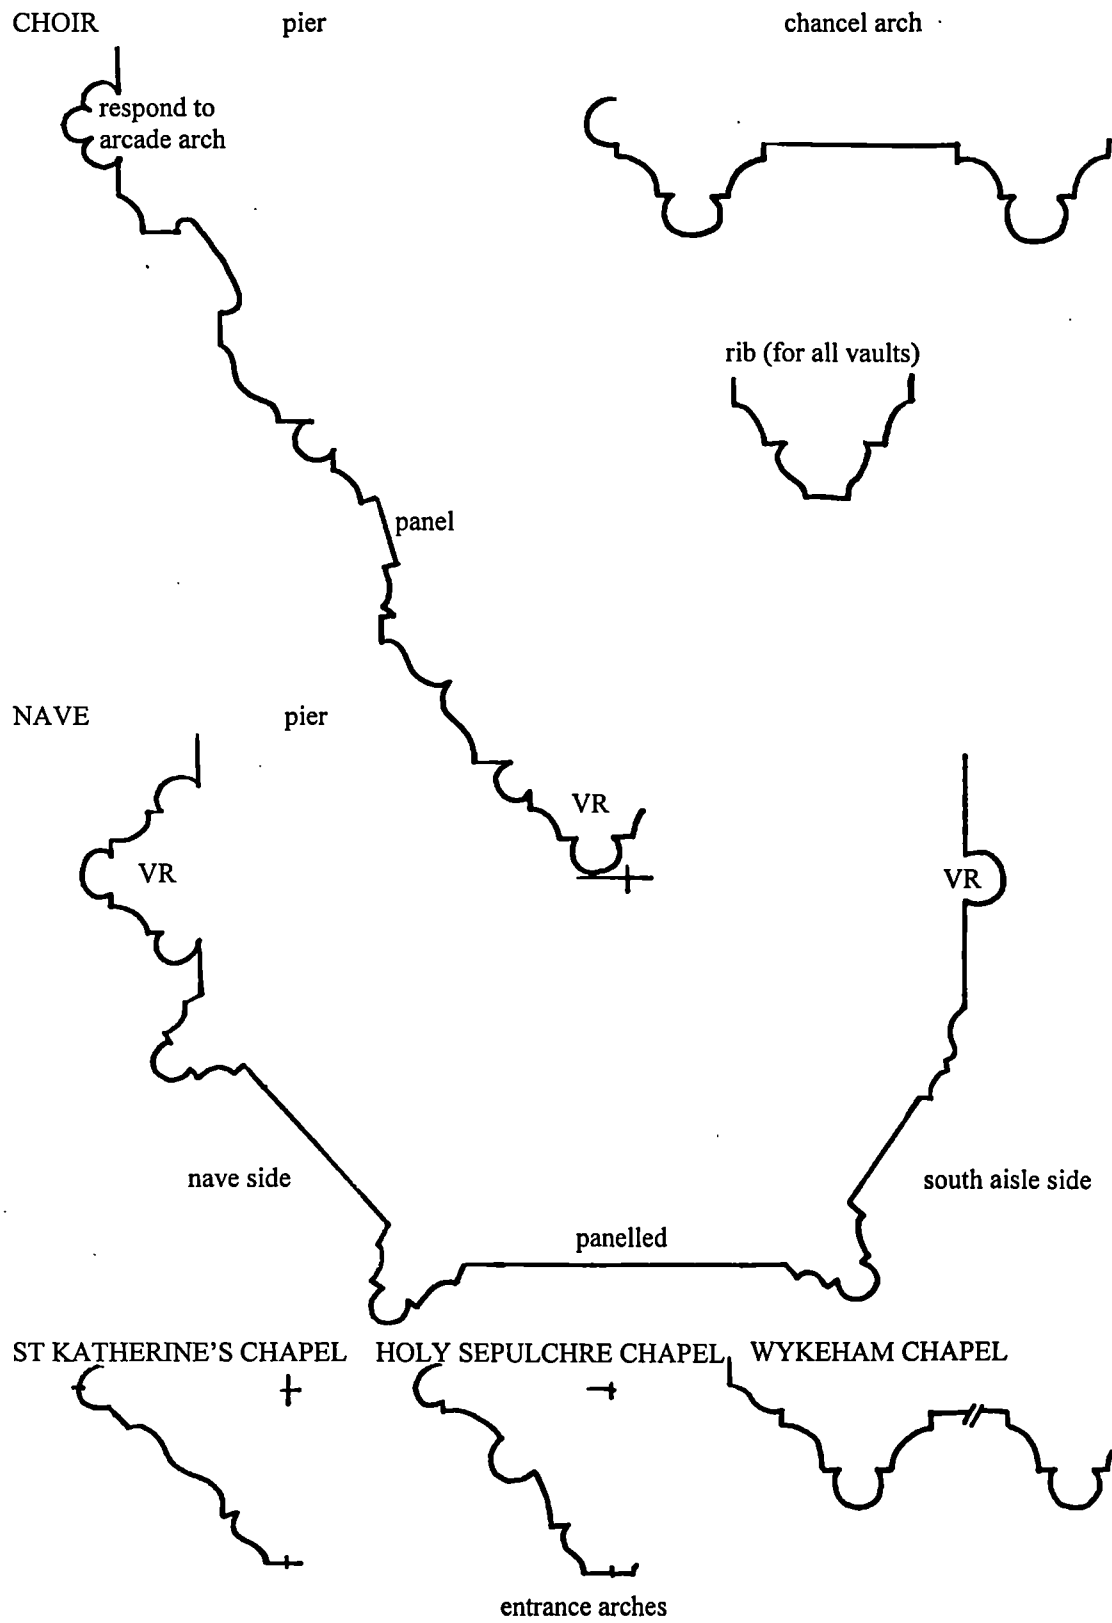 CHOIR pier chancel arch
respond to
arcade arch
rib (for all vaults)
panel
NAVE pier
VR
VR VR
nave side south aisle side
panelled
ST KATHERINE'S CHAPEL HOLY SEPULCHRE CHAPEL WYKEHAM CHAPEL
entrance arches